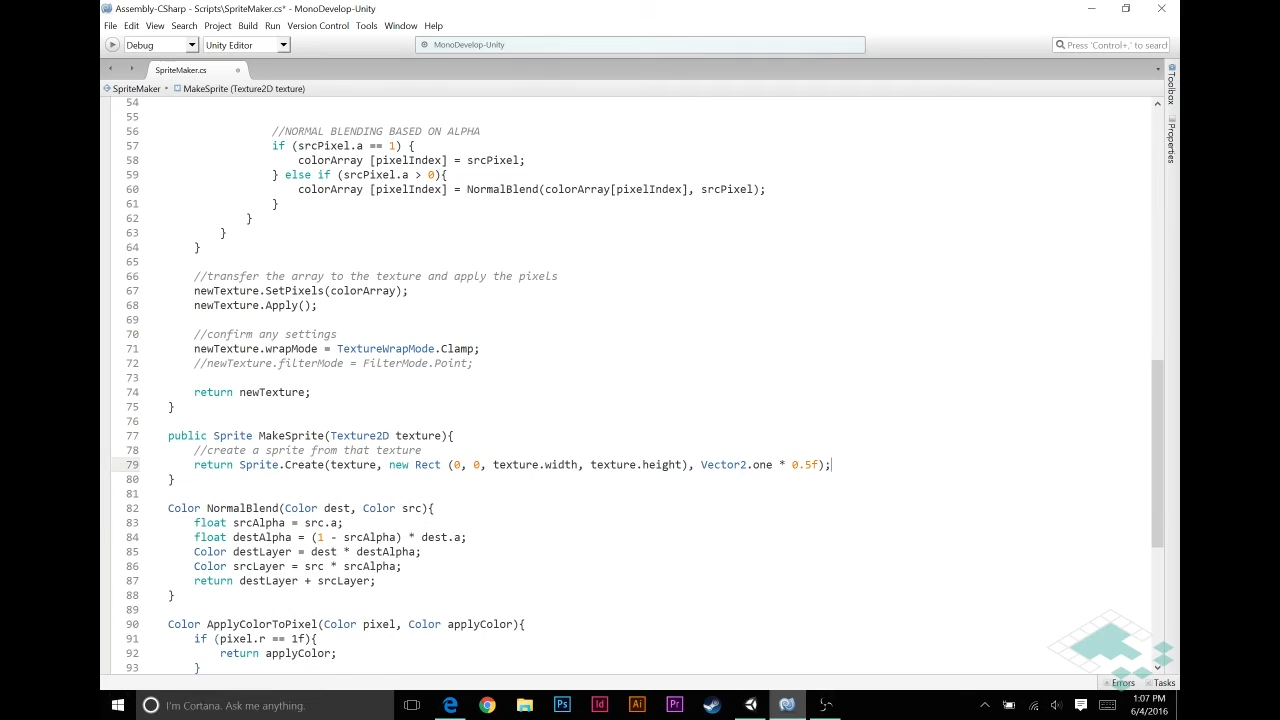 Assembly-CSharp - Scripts\SpriteMaker.cs* - MonoDevelop-Unity
File Edit View Search Project Build Run Version Control Tools Window Help
Debug Unity Editor MonoDevelop-Unity Press 'Control+,' to search
SpriteMaker.cs
SpriteMaker MakeSprite (Texture2D texture)
Toolbox
Properties
54
55
56 //NORMAL BLENDING BASED ON ALPHA
57 if (srcPixel.a == 1) {
58 colorArray [pixelIndex] = srcPixel;
59 } else if (srcPixel.a > 0){
60 colorArray [pixelIndex] = NormalBlend(colorArray[pixelIndex], srcPixel);
61 }
62 }
63 }
64 }
65
66 //transfer the array to the texture and apply the pixels
67 newTexture.SetPixels(colorArray);
68 newTexture.Apply();
69
70 //confirm any settings
71 newTexture.wrapMode = TextureWrapMode.Clamp;
72 //newTexture.filterMode = FilterMode.Point;
73
74 return newTexture;
75 }
76
77 public Sprite MakeSprite(Texture2D texture){
78 //create a sprite from that texture
79 return Sprite.Create(texture, new Rect (0, 0, texture.width, texture.height), Vector2.one * 0.5f);
80 }
81
82 Color NormalBlend(Color dest, Color src){
83 float srcAlpha = src.a;
84 float destAlpha = (1 - srcAlpha) * dest.a;
85 Color destLayer = dest * destAlpha;
86 Color srcLayer = src * srcAlpha;
87 return destLayer + srcLayer;
88 }
89
90 Color ApplyColorToPixel(Color pixel, Color applyColor){
91 if (pixel.r == 1f){
92 return applyColor;
93 }
Errors Tasks
I'm Cortana. Ask me anything.
Ps Id Ai Pr
1:07 PM
6/4/2016